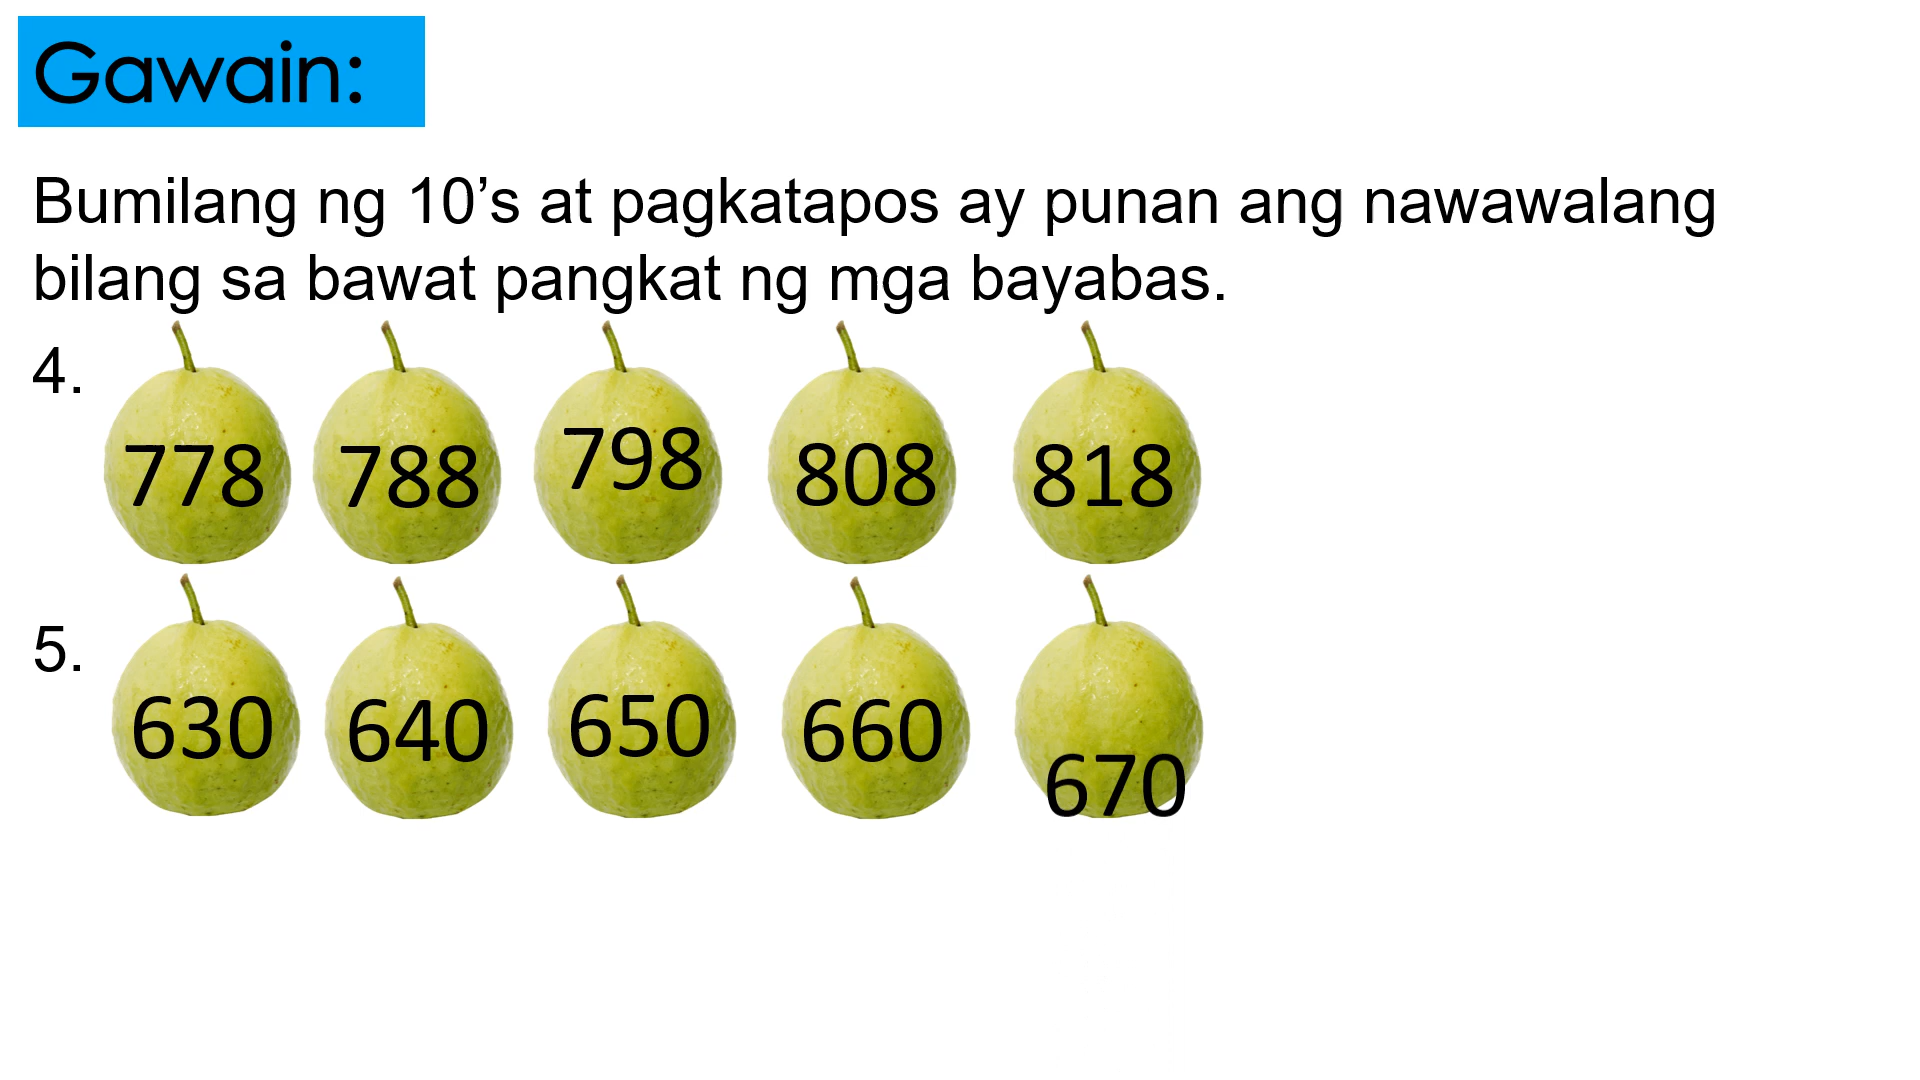 Gawain:
Bumilang ng 10’s at pagkatapos ay punan ang nawawalang
bilang sa bawat pangkat ng mga bayabas.
4. 778 788 798 808 818
5. 630 640 650 660 670